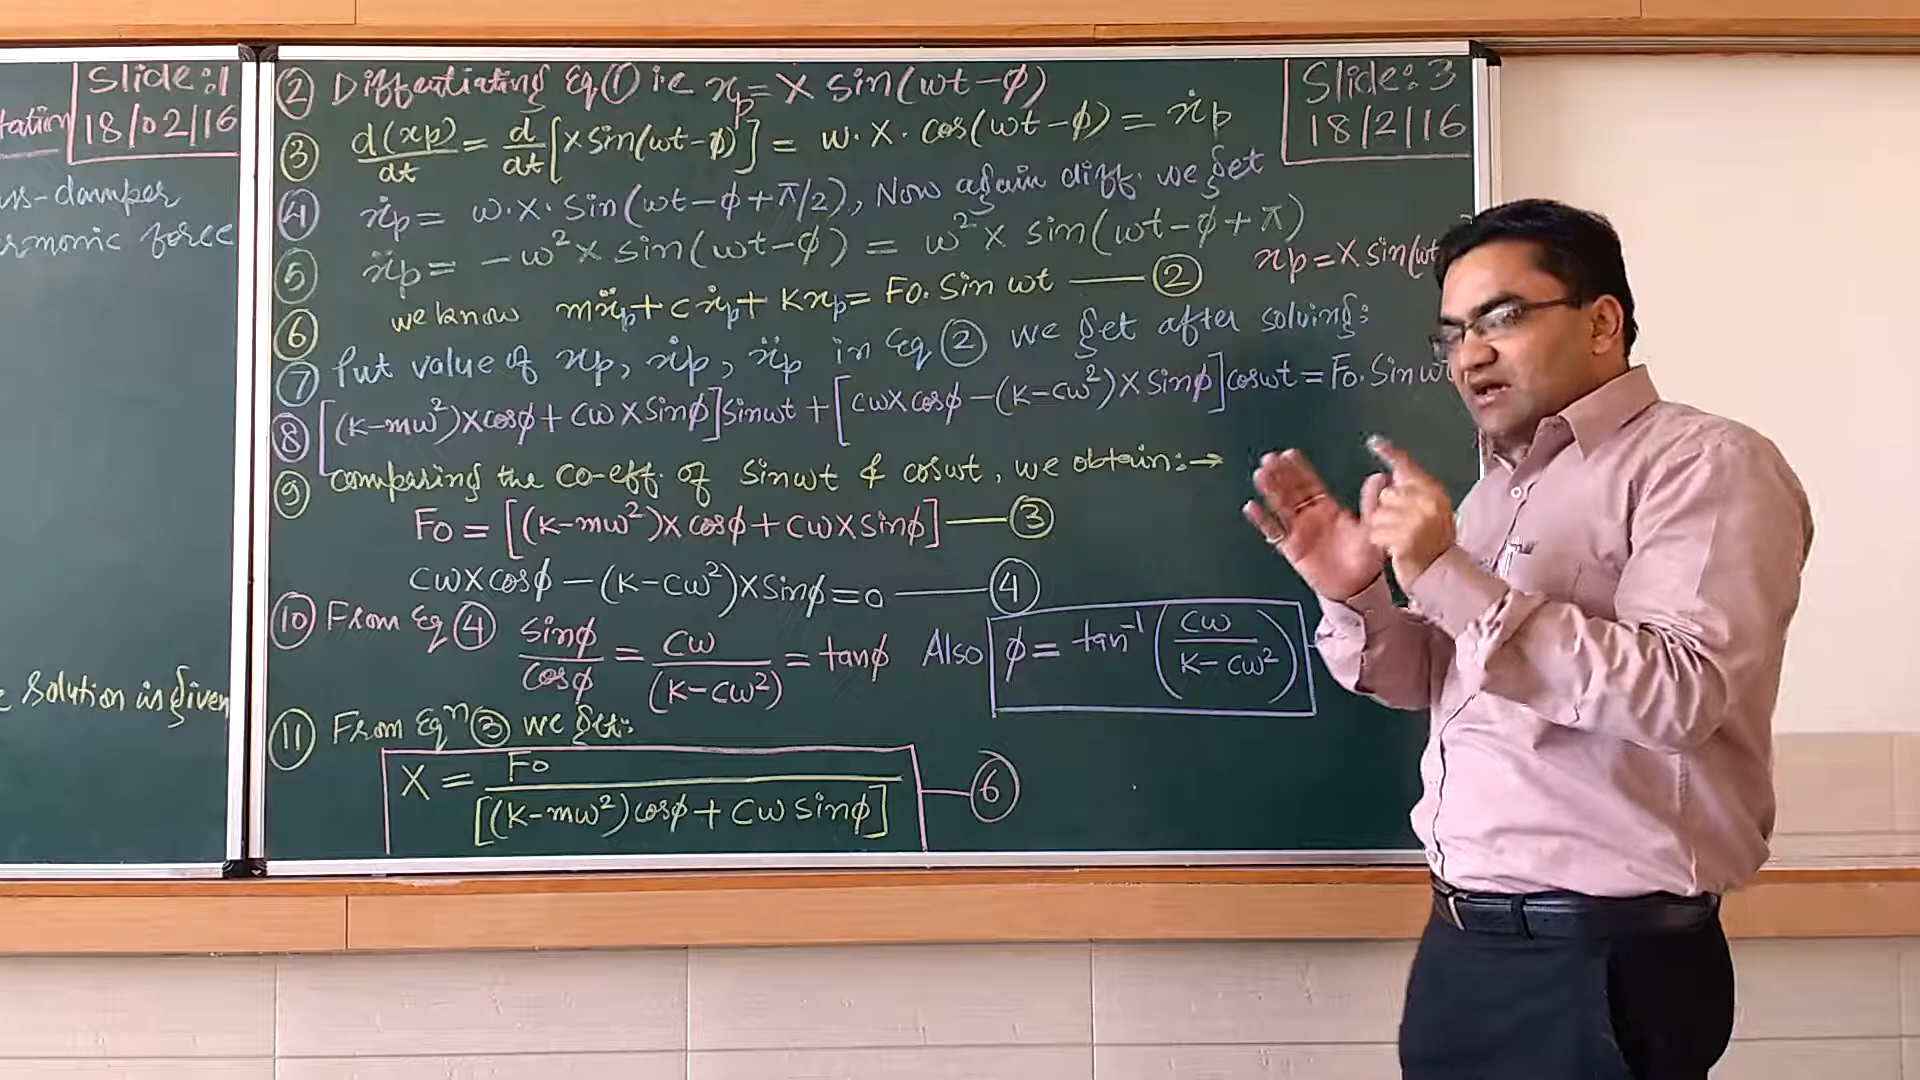 Slide:1
tation 18/02/16
ss-damper
rmonic force
Solution is given
Slide:3
18/2/16
② Diffentiating Eq ① i.e xp = X sin(ωt-ϕ)
③ d(xp)/dt = d/dt [X sin(ωt-ϕ)] = ω.X. cos(ωt-ϕ) = ẋp
④ ẋp = ω.X. Sin(ωt-ϕ+π/2), Now again diff. we get
⑤ ẍp = -ω²X sin(ωt-ϕ) = ω²X sin(ωt-ϕ+π)
xp = X sin(ωt
⑥ we know mẍp + cẋp + Kxp = Fo. Sin ωt — ②
⑦ Put value of xp, ẋp, ẍp in Eq ② we get after solving:
⑧ [(K-mω²)X cosϕ + CωX Sinϕ] Sinωt + [CωX cosϕ - (K-Cω²)X Sinϕ] cosωt = Fo. Sinωt
⑨ Comparing the Co-eff. of Sinωt & cosωt, we obtain:→
Fo = [(K-mω²)X cosϕ + CωX Sinϕ] — ③
CωX cosϕ - (K-Cω²)X Sinϕ = 0 — ④
⑩ From Eq ④ Sinϕ/Cosϕ = Cω/(K-Cω²) = tanϕ Also ϕ = tan⁻¹(Cω/K-Cω²)
⑪ From Eqⁿ ③ we get:
X = Fo/[(K-mω²)cosϕ + Cω Sinϕ] — ⑥